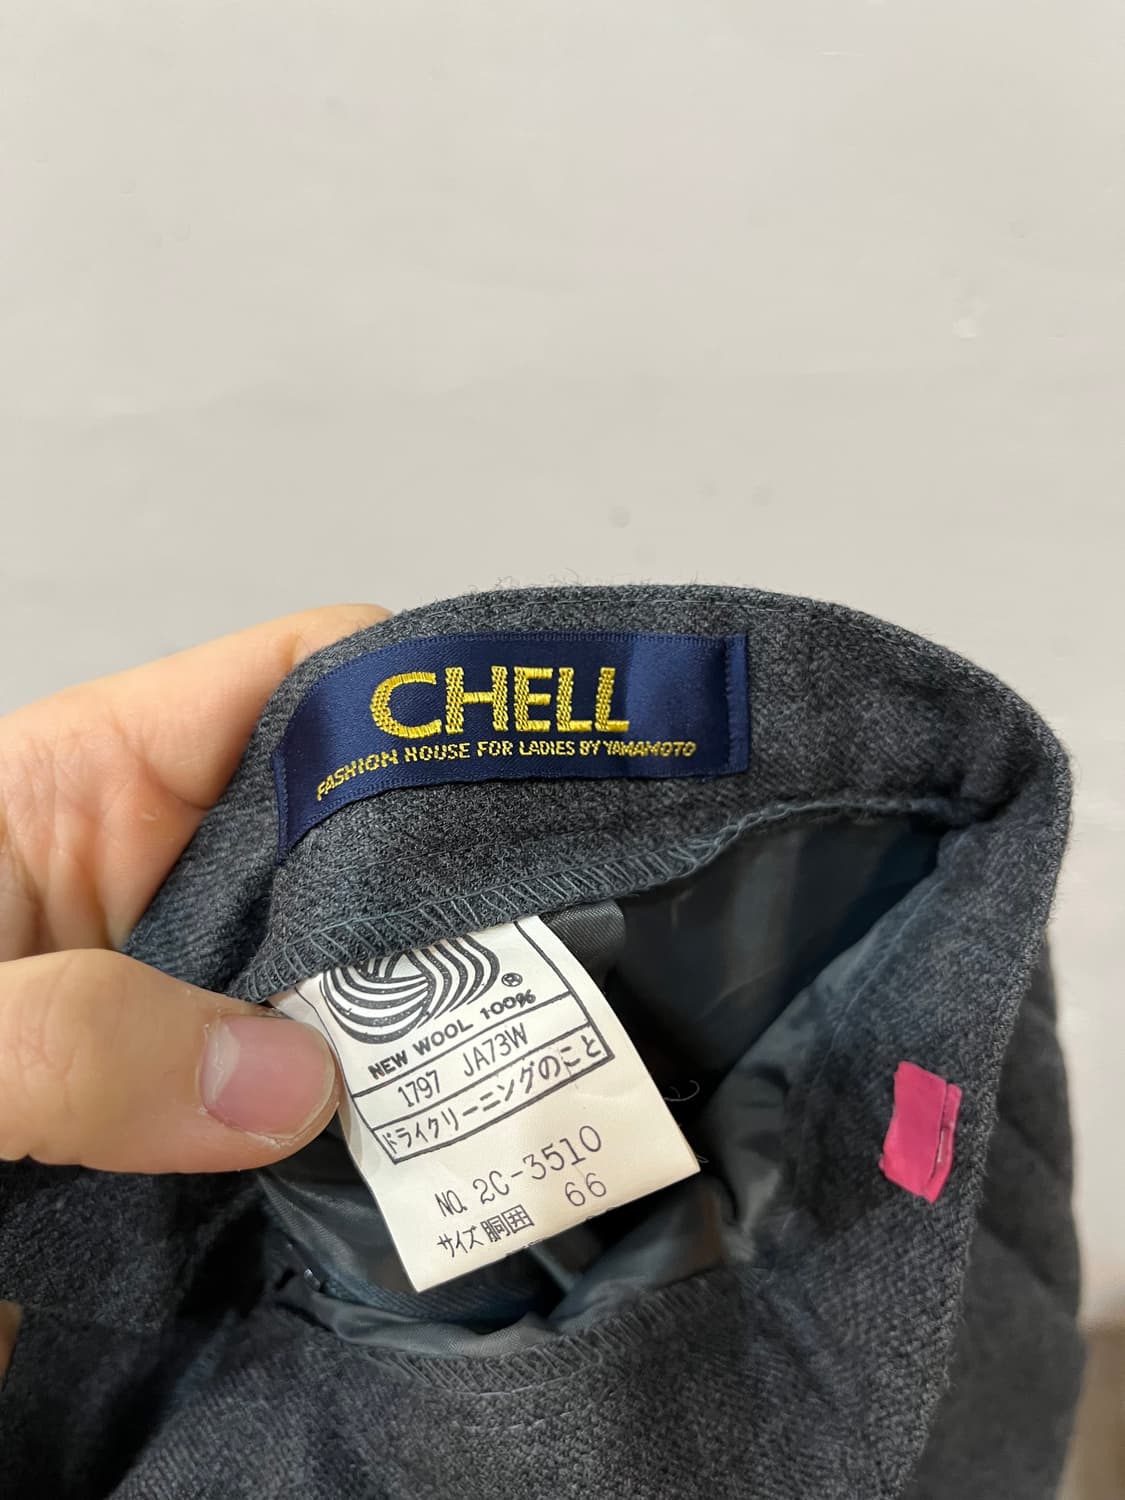 CHELL
FASHION HOUSE FOR LADIES BY YAMAMOTO
®
NEW WOOL 100%
1797 JA73W
ドライクリーニングのこと
NO. 2C-3510
サイズ 胴囲 66